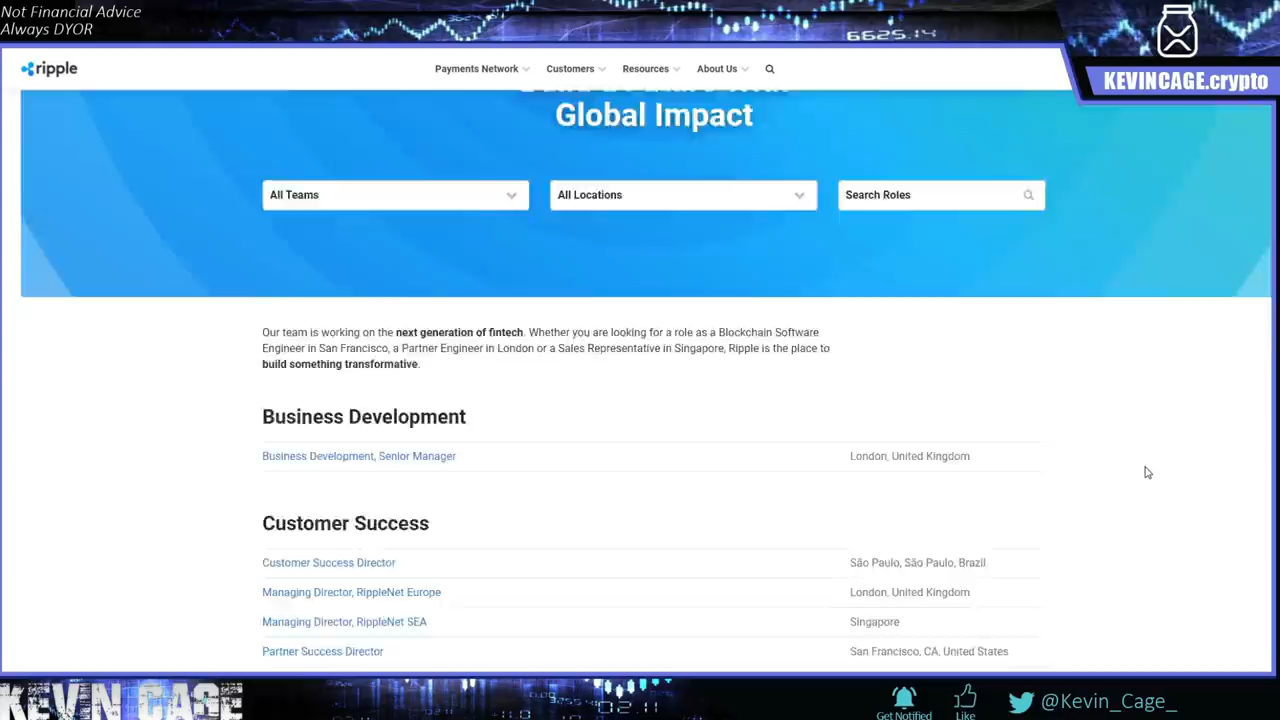 Not Financial Advice
Always DYOR
6625.14
KEVINCAGE.crypto
ripple
Payments Network
Customers
Resources
About Us
Global Impact
All Teams
All Locations
Search Roles
Our team is working on the next generation of fintech. Whether you are looking for a role as a Blockchain Software
Engineer in San Francisco, a Partner Engineer in London or a Sales Representative in Singapore, Ripple is the place to
build something transformative.
Business Development
Business Development, Senior Manager
London, United Kingdom
Customer Success
Customer Success Director
São Paulo, São Paulo, Brazil
Managing Director, RippleNet Europe
London, United Kingdom
Managing Director, RippleNet SEA
Singapore
Partner Success Director
San Francisco, CA, United States
KEVIN CAGE
Get Notified
Like
@Kevin_Cage_